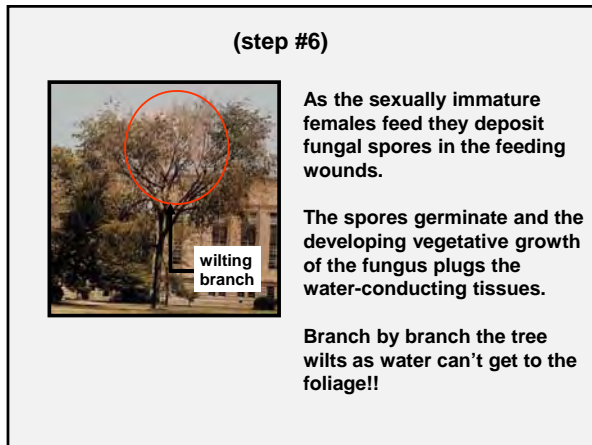 (step #6)
As the sexually immature
females feed they deposit
fungal spores in the feeding
wounds.
The spores germinate and the
developing vegetative growth
of the fungus plugs the
water-conducting tissues.
Branch by branch the tree
wilts as water can't get to the
foliage!!
wilting
branch